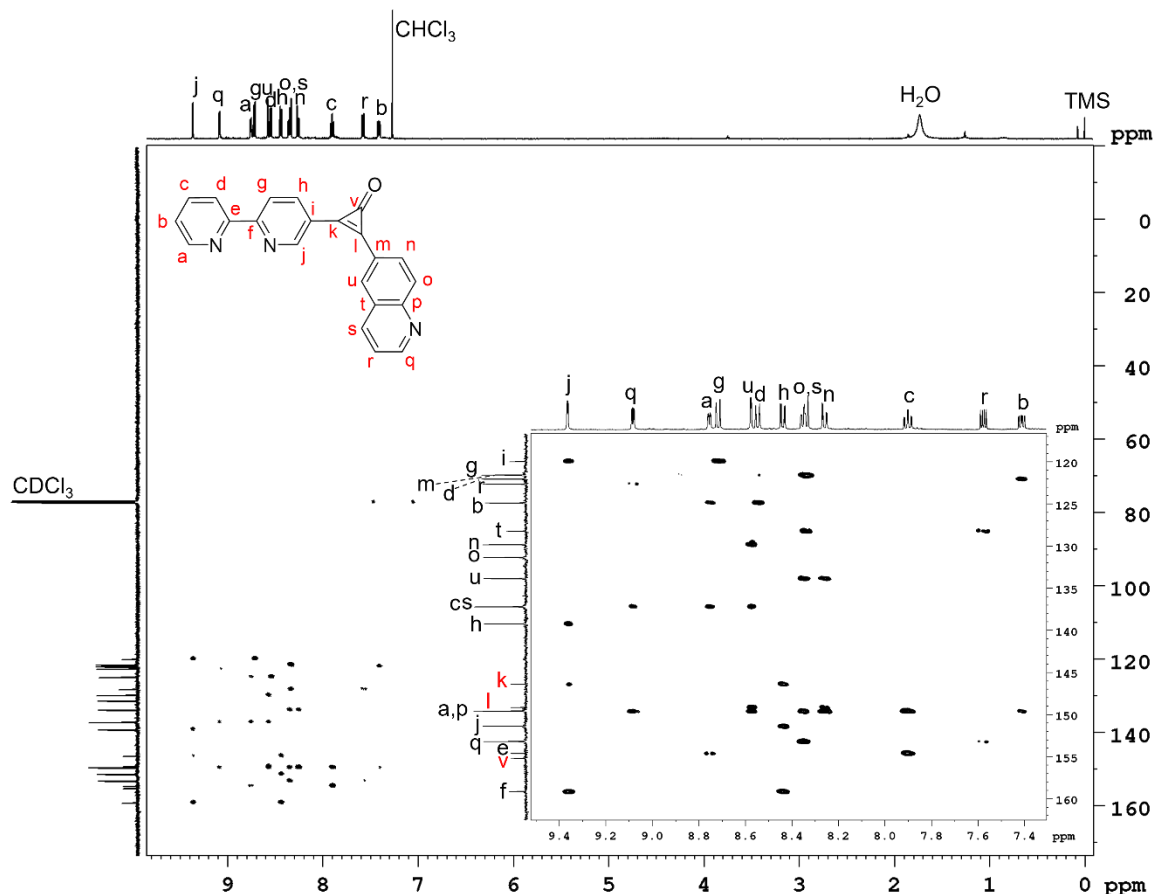 CHCl3
j
q
a
g
u
d
h
o,s
n
c
r
b
H2O
TMS
ppm
c
d
g
h
O
v
b
e
f
i
k
l
m
n
a
N
N
j
u
o
t
p
s
N
r
q
0
20
40
60
80
100
120
140
160
ppm
CDCl3
j
q
a
g
u
d
h
o,s
n
c
r
b
ppm
i
g
m
d
r
b
t
n
o
u
cs
h
k
l
a,p
j
q
e
v
f
120
125
130
135
140
145
150
155
160
9.4
9.2
9.0
8.8
8.6
8.4
8.2
8.0
7.8
7.6
7.4
ppm
9
8
7
6
5
4
3
2
1
0
ppm